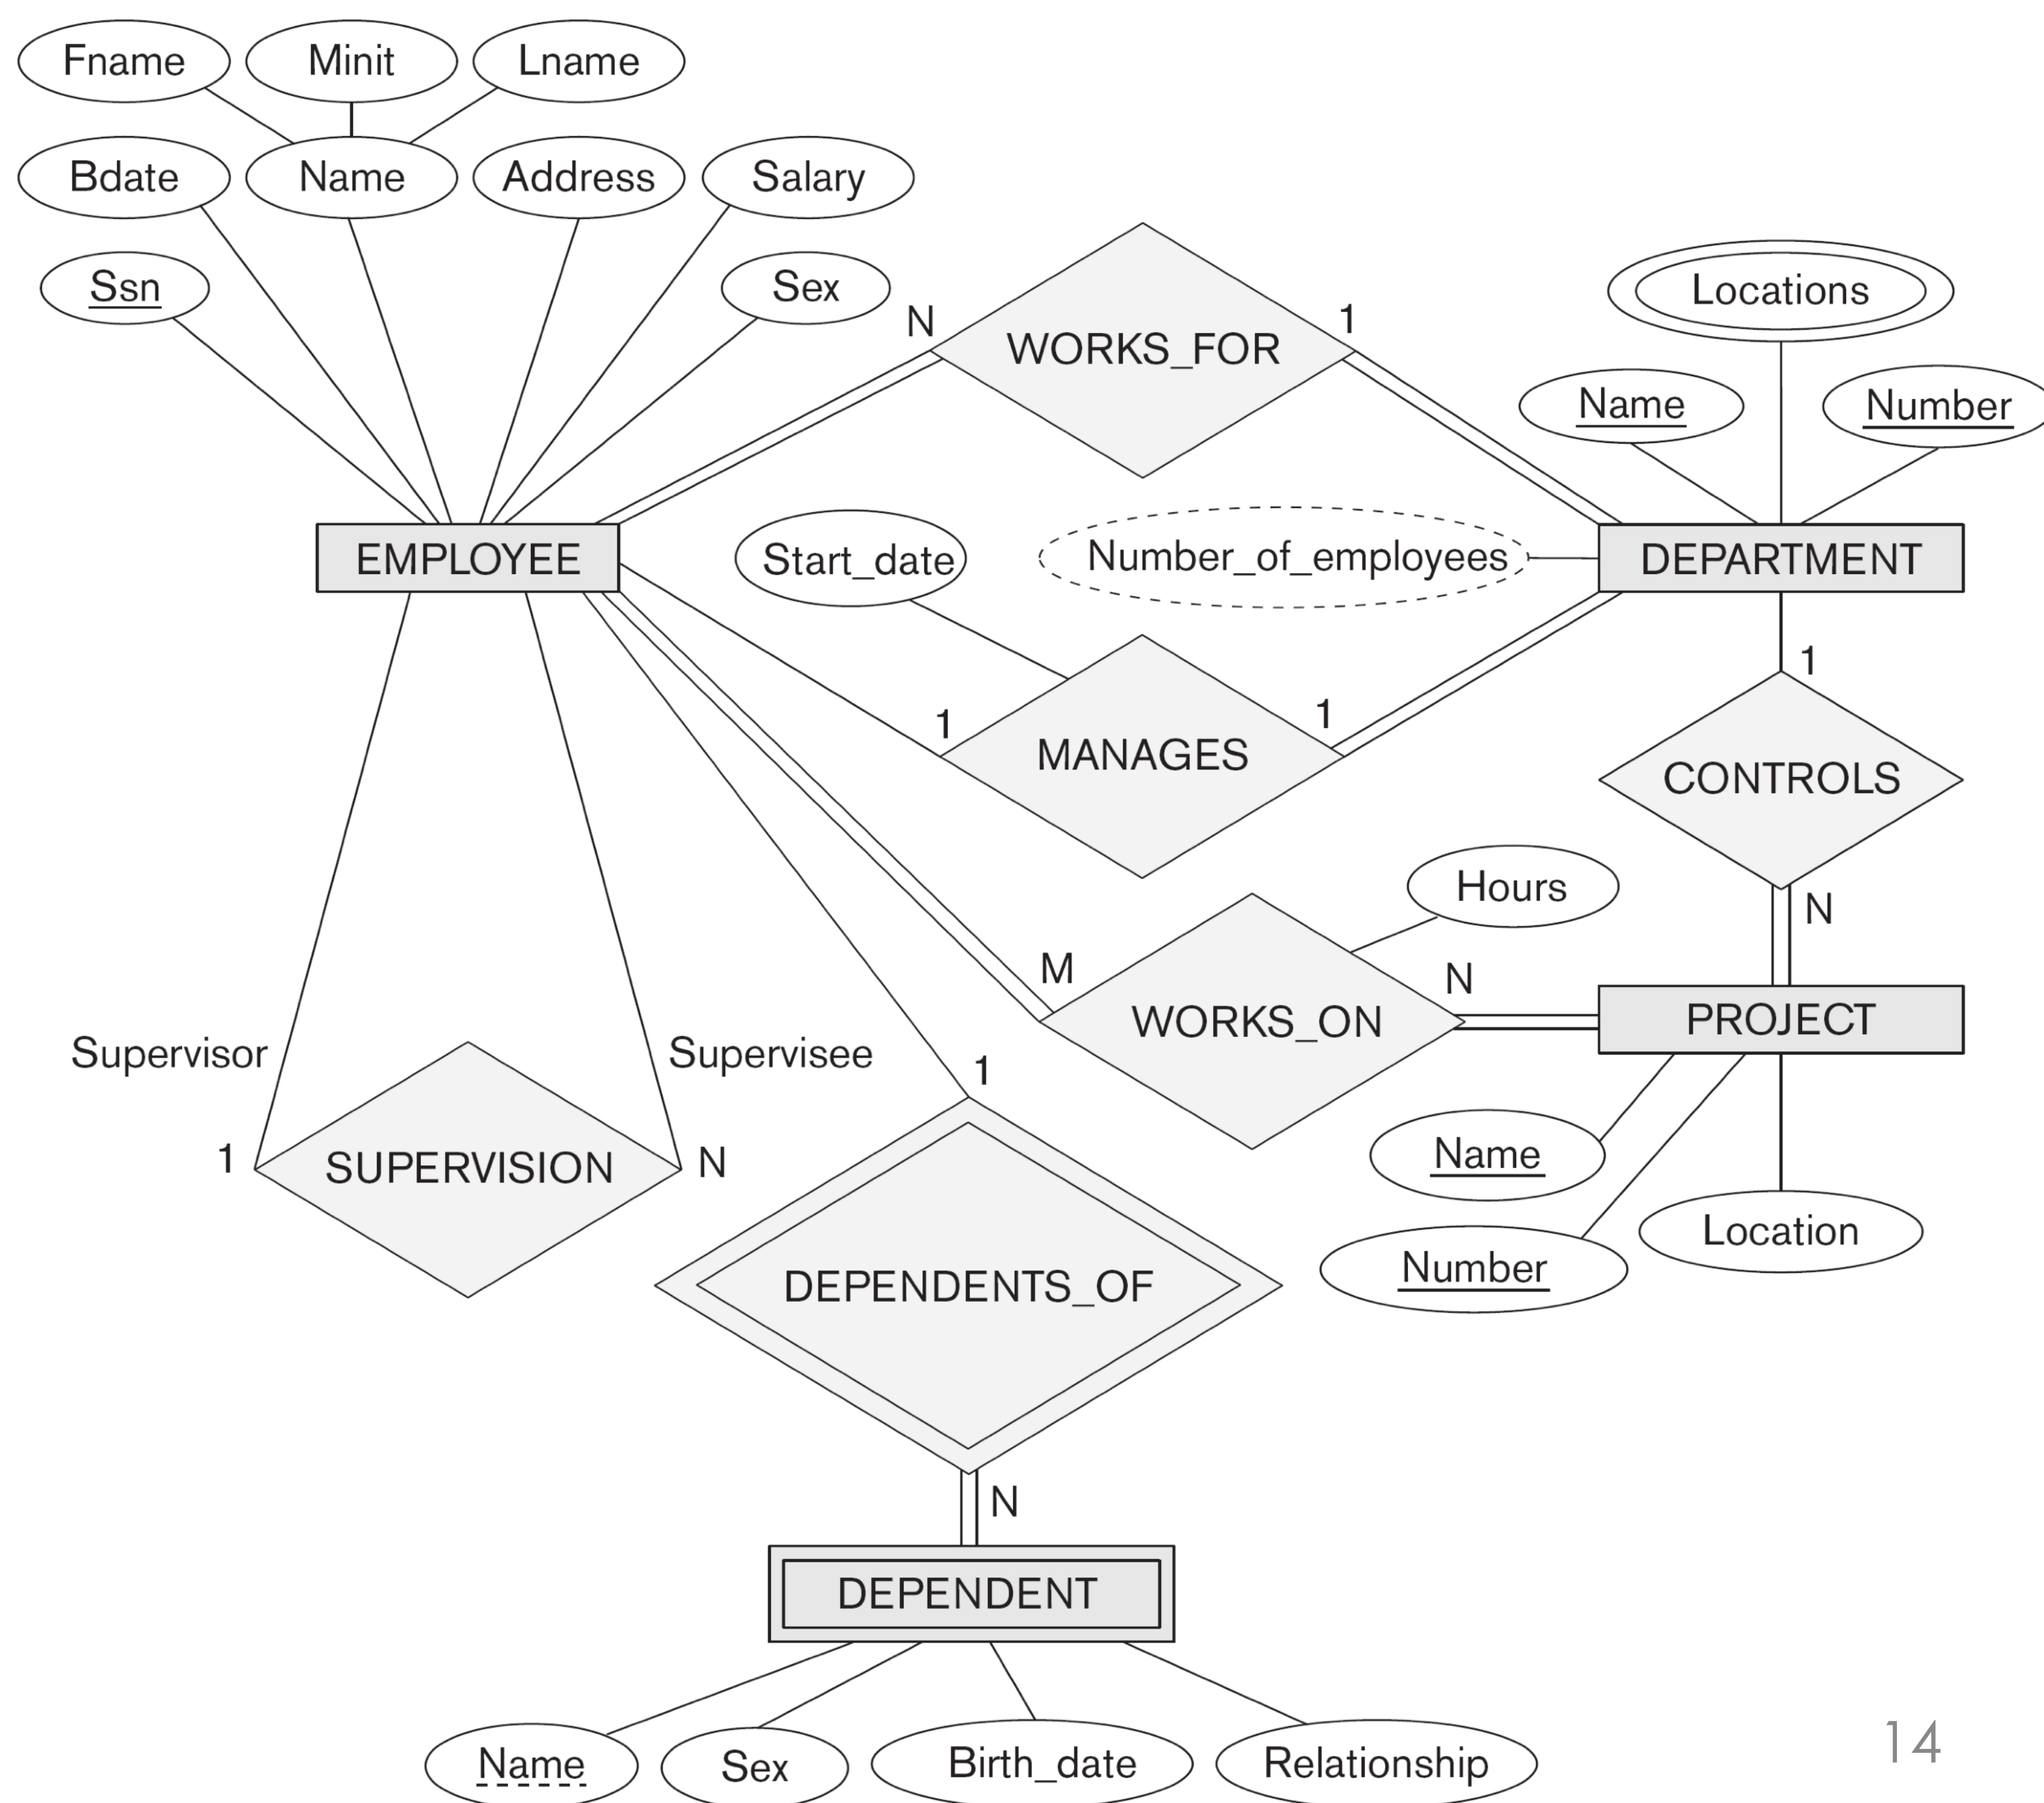 Fname Minit Lname
Bdate Name Address Salary
Ssn Sex
N WORKS_FOR 1
Locations
Name Number
EMPLOYEE Start_date Number_of_employees DEPARTMENT
1 MANAGES 1
1
CONTROLS
N
Hours
M WORKS_ON N
PROJECT
Supervisor Supervisee
1 SUPERVISION N
1
Name
Number
Location
DEPENDENTS_OF
N
DEPENDENT
Name Sex Birth_date Relationship
14